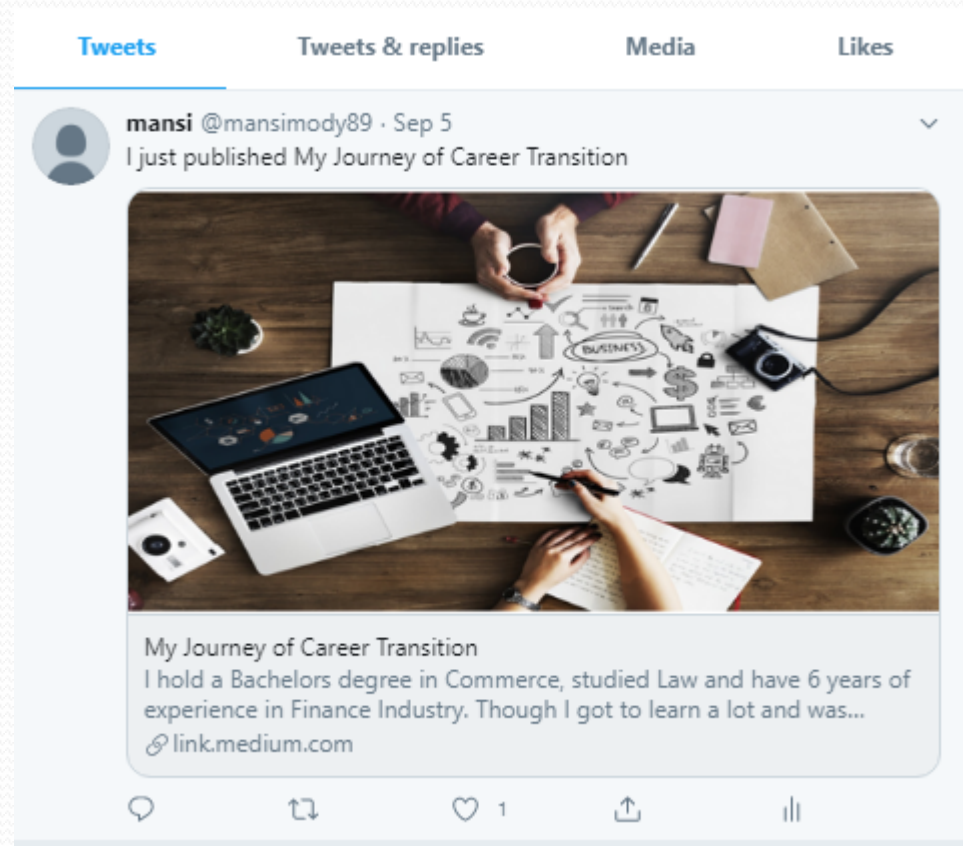 Tweets Tweets & replies Media Likes
mansi @mansimody89 · Sep 5
I just published My Journey of Career Transition
search
BUSINESS
My Journey of Career Transition
I hold a Bachelors degree in Commerce, studied Law and have 6 years of
experience in Finance Industry. Though I got to learn a lot and was...
link.medium.com
1